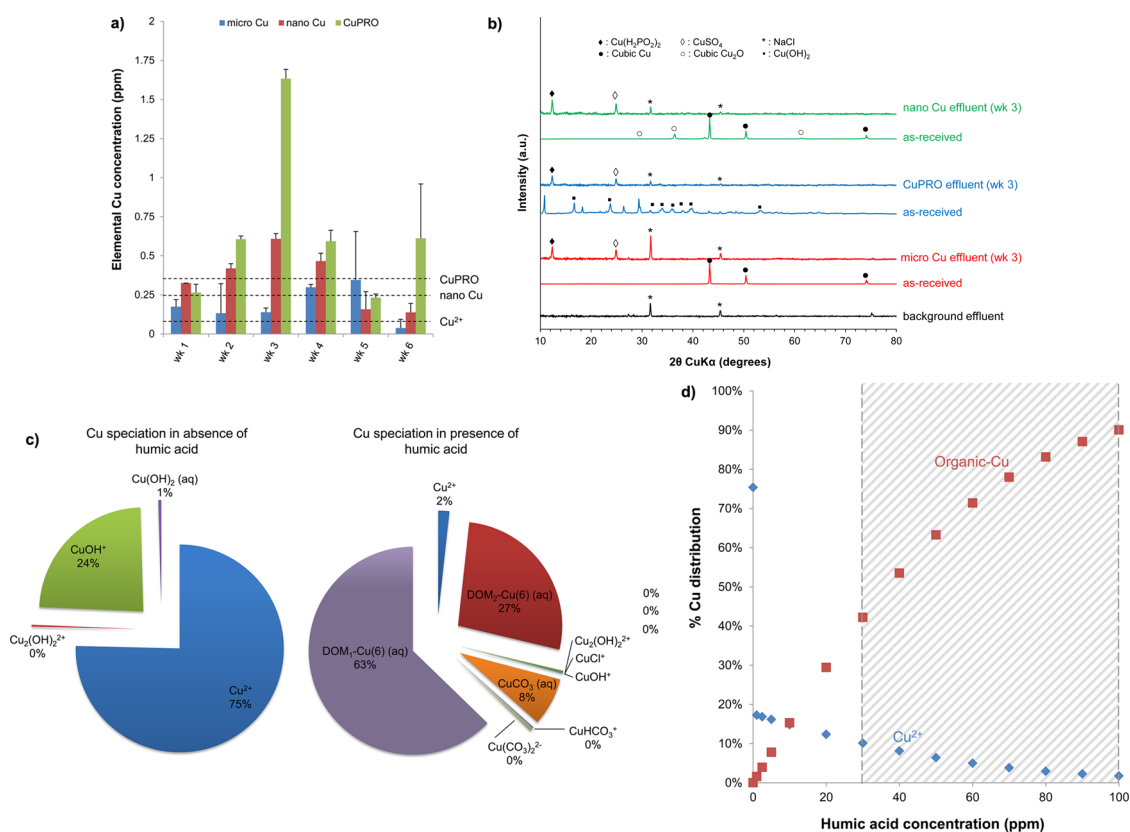 a)
micro Cu nano Cu CuPRO
Elemental Cu concentration (ppm)
2
1.75
1.5
1.25
1
0.75
0.5
0.25
0
CuPRO
nano Cu
Cu²⁺
wk 1 wk 2 wk 3 wk 4 wk 5 wk 6
b)
♦ : Cu(H₂PO₂)₂ ◊ : CuSO₄ * : NaCl
● : Cubic Cu ○ : Cubic Cu₂O ▪ : Cu(OH)₂
Intensity (a.u.)
nano Cu effluent (wk 3)
as-received
CuPRO effluent (wk 3)
as-received
micro Cu effluent (wk 3)
as-received
background effluent
10 20 30 40 50 60 70 80
2θ CuKα (degrees)
c)
Cu speciation in absence of
humic acid
Cu(OH)₂ (aq)
1%
CuOH⁺
24%
Cu₂(OH)₂²⁺
0%
Cu²⁺
75%
Cu speciation in presence of
humic acid
Cu²⁺
2%
DOM₂-Cu(6) (aq)
27%
0%
0%
0%
Cu₂(OH)₂²⁺
CuCl⁺
CuOH⁺
CuCO₃ (aq)
8%
CuHCO₃⁺
0%
Cu(CO₃)₂²⁻
0%
DOM₁-Cu(6) (aq)
63%
d)
% Cu distribution
100%
90%
80%
70%
60%
50%
40%
30%
20%
10%
0%
Organic-Cu
Cu²⁺
0 20 40 60 80 100
Humic acid concentration (ppm)